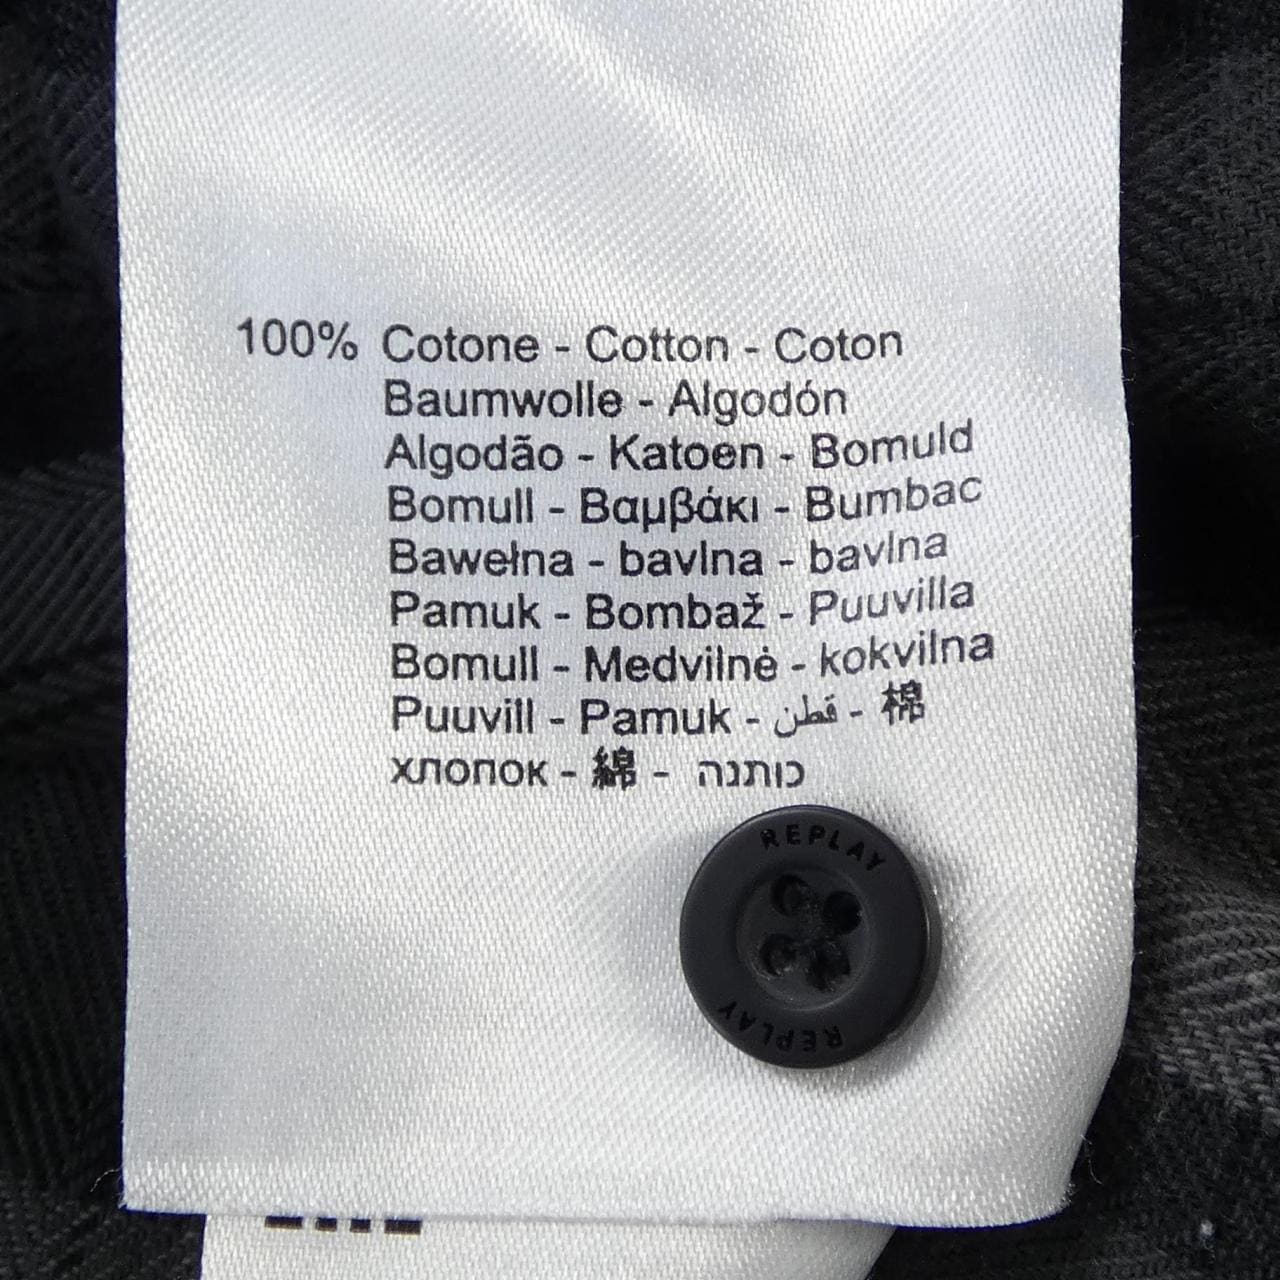 100% Cotone - Cotton - Coton
Baumwolle - Algodón
Algodão - Katoen - Bomuld
Bomull - Βαμβάκι - Bumbac
Bawełna - bavlna - bavlna
Pamuk - Bombaž - Puuvilla
Bomull - Medvilnė - kokvilna
Puuvill - Pamuk - قطن - 棉
хлопок - 綿 - כותנה
REPLAY
REPLAY